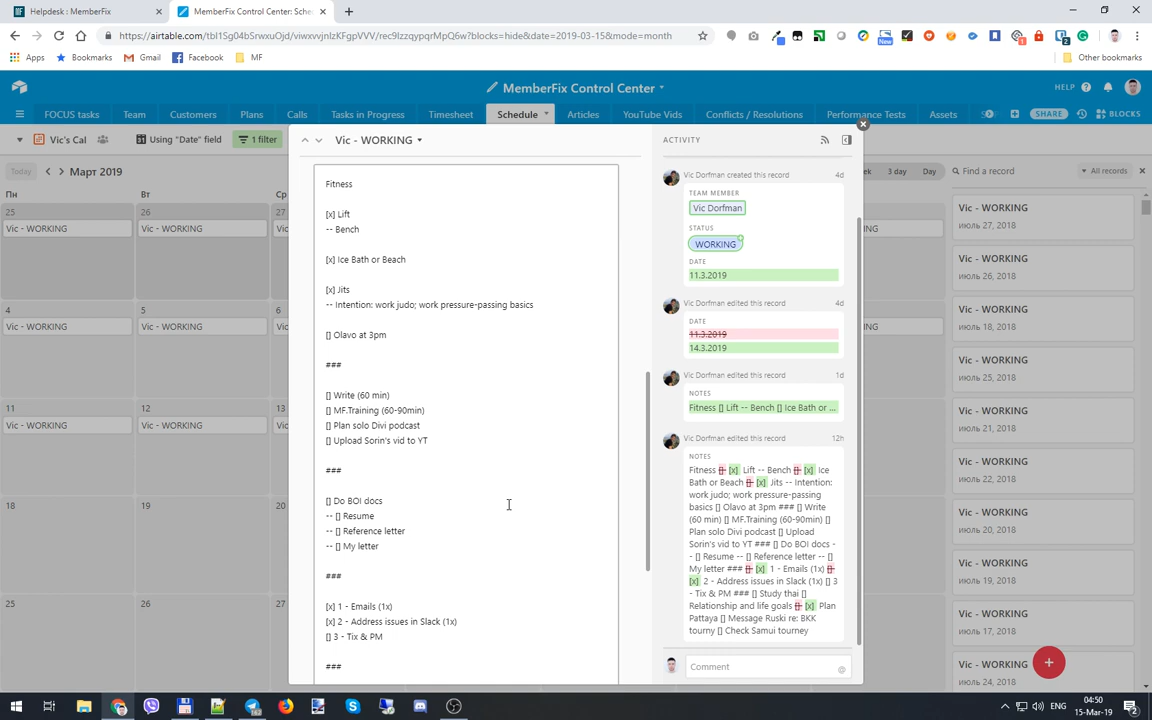 Helpdesk : MemberFix
MemberFix Control Center: Sche
https://airtable.com/tbl1Sg04bSrwxuOjd/viwxvvjnIzKFgpVVV/rec9lzzqypqrMpQ6w?blocks=hide&date=2019-03-15&mode=month
Apps
Bookmarks
Gmail
Facebook
MF
Other bookmarks
MemberFix Control Center
HELP
FOCUS tasks
Team
Customers
Plans
Calls
Tasks in Progress
Timesheet
Schedule
Articles
YouTube Vids
Conflicts / Resolutions
Performance Tests
Assets
SHARE
BLOCKS
Vic's Cal
Using "Date" field
1 filter
Today
Март 2019
3 day
Day
Find a record
All records
Пн
Вт
Ср
25
26
27
Vic - WORKING
Vic - WORKING
4
5
6
Vic - WORKING
Vic - WORKING
11
12
13
Vic - WORKING
Vic - WORKING
18
19
20
25
26
27
Vic - WORKING
Fitness
[x] Lift
-- Bench
[x] Ice Bath or Beach
[x] Jits
-- Intention: work judo; work pressure-passing basics
[] Olavo at 3pm
###
[] Write (60 min)
[] MF.Training (60-90min)
[] Plan solo Divi podcast
[] Upload Sorin's vid to YT
###
[] Do BOI docs
-- [] Resume
-- [] Reference letter
-- [] My letter
###
[x] 1 - Emails (1x)
[x] 2 - Address issues in Slack (1x)
[] 3 - Tix & PM
###
ACTIVITY
Vic Dorfman created this record 4d
TEAM MEMBER
Vic Dorfman
STATUS
WORKING
DATE
11.3.2019
Vic Dorfman edited this record 4d
DATE
11.3.2019
14.3.2019
Vic Dorfman edited this record 1d
NOTES
Fitness [] Lift -- Bench [] Ice Bath or ...
Vic Dorfman edited this record 12h
NOTES
Fitness [] [x] Lift -- Bench [] [x] Ice
Bath or Beach [] [x] Jits -- Intention:
work judo; work pressure-passing
basics [] Olavo at 3pm ### [] Write
(60 min) [] MF.Training (60-90min) []
Plan solo Divi podcast [] Upload
Sorin's vid to YT ### [] Do BOI docs -
- [] Resume -- [] Reference letter -- []
My letter ### [] [x] 1 - Emails (1x) []
[x] 2 - Address issues in Slack (1x) [] 3
- Tix & PM ### [] Study thai []
Relationship and life goals [] [x] Plan
Pattaya [] Message Ruski re: BKK
tourny [] Check Samui tourney
Comment
Vic - WORKING
июль 27, 2019
Vic - WORKING
июль 26, 2019
Vic - WORKING
июль 18, 2019
Vic - WORKING
июль 25, 2019
Vic - WORKING
июль 21, 2019
Vic - WORKING
июль 22, 2019
Vic - WORKING
июль 20, 2019
Vic - WORKING
июль 19, 2019
Vic - WORKING
июль 17, 2019
Vic - WORKING
июль 24, 2019
ENG
04:50
15-Mar-19